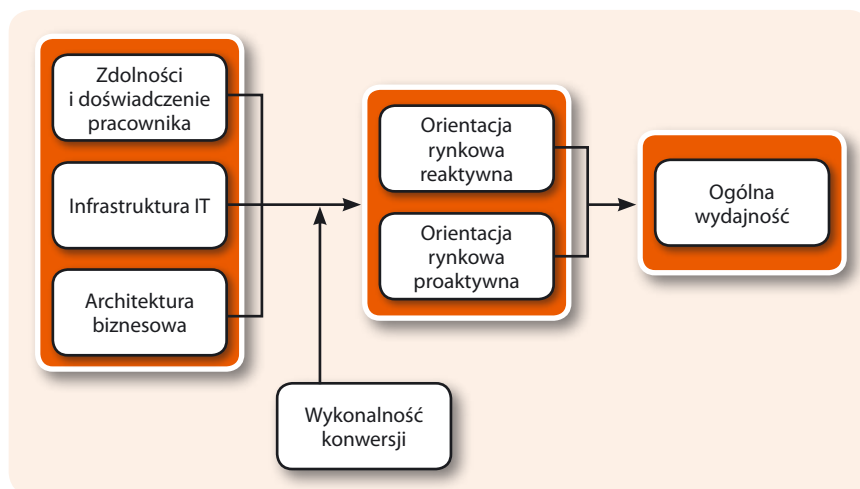 Zdolności
i doświadczenie
pracownika
Infrastruktura IT
Architektura
biznesowa
Wykonalność
konwersji
Orientacja
rynkowa
reaktywna
Orientacja
rynkowa
proaktywna
Ogólna
wydajność